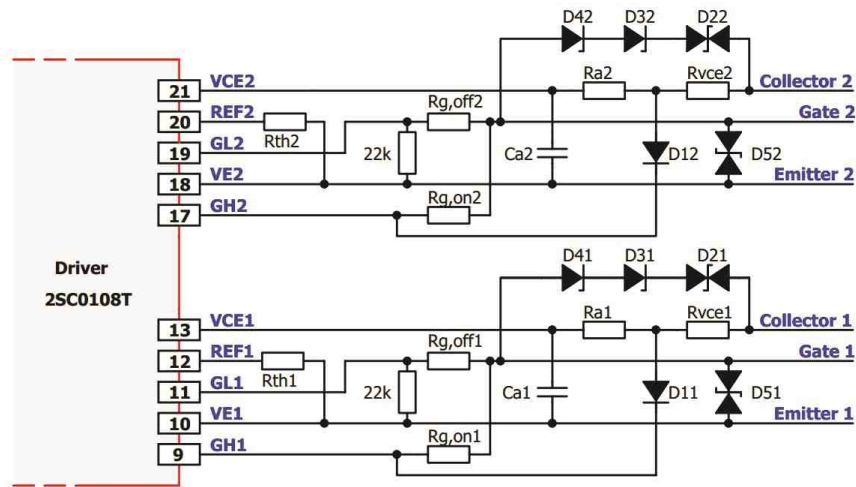 D42 D32 D22
21 VCE2 Ra2 Rvce2 Collector 2
20 REF2 Rg,off2 Gate 2
Rth2
19 GL2 22k Ca2 D12 D52
18 VE2 Emitter 2
17 GH2 Rg,on2
D41 D31 D21
Driver
2SC0108T
13 VCE1 Ra1 Rvce1 Collector 1
12 REF1 Rg,off1 Gate 1
Rth1
11 GL1 22k Ca1 D11 D51
10 VE1 Emitter 1
9 GH1 Rg,on1